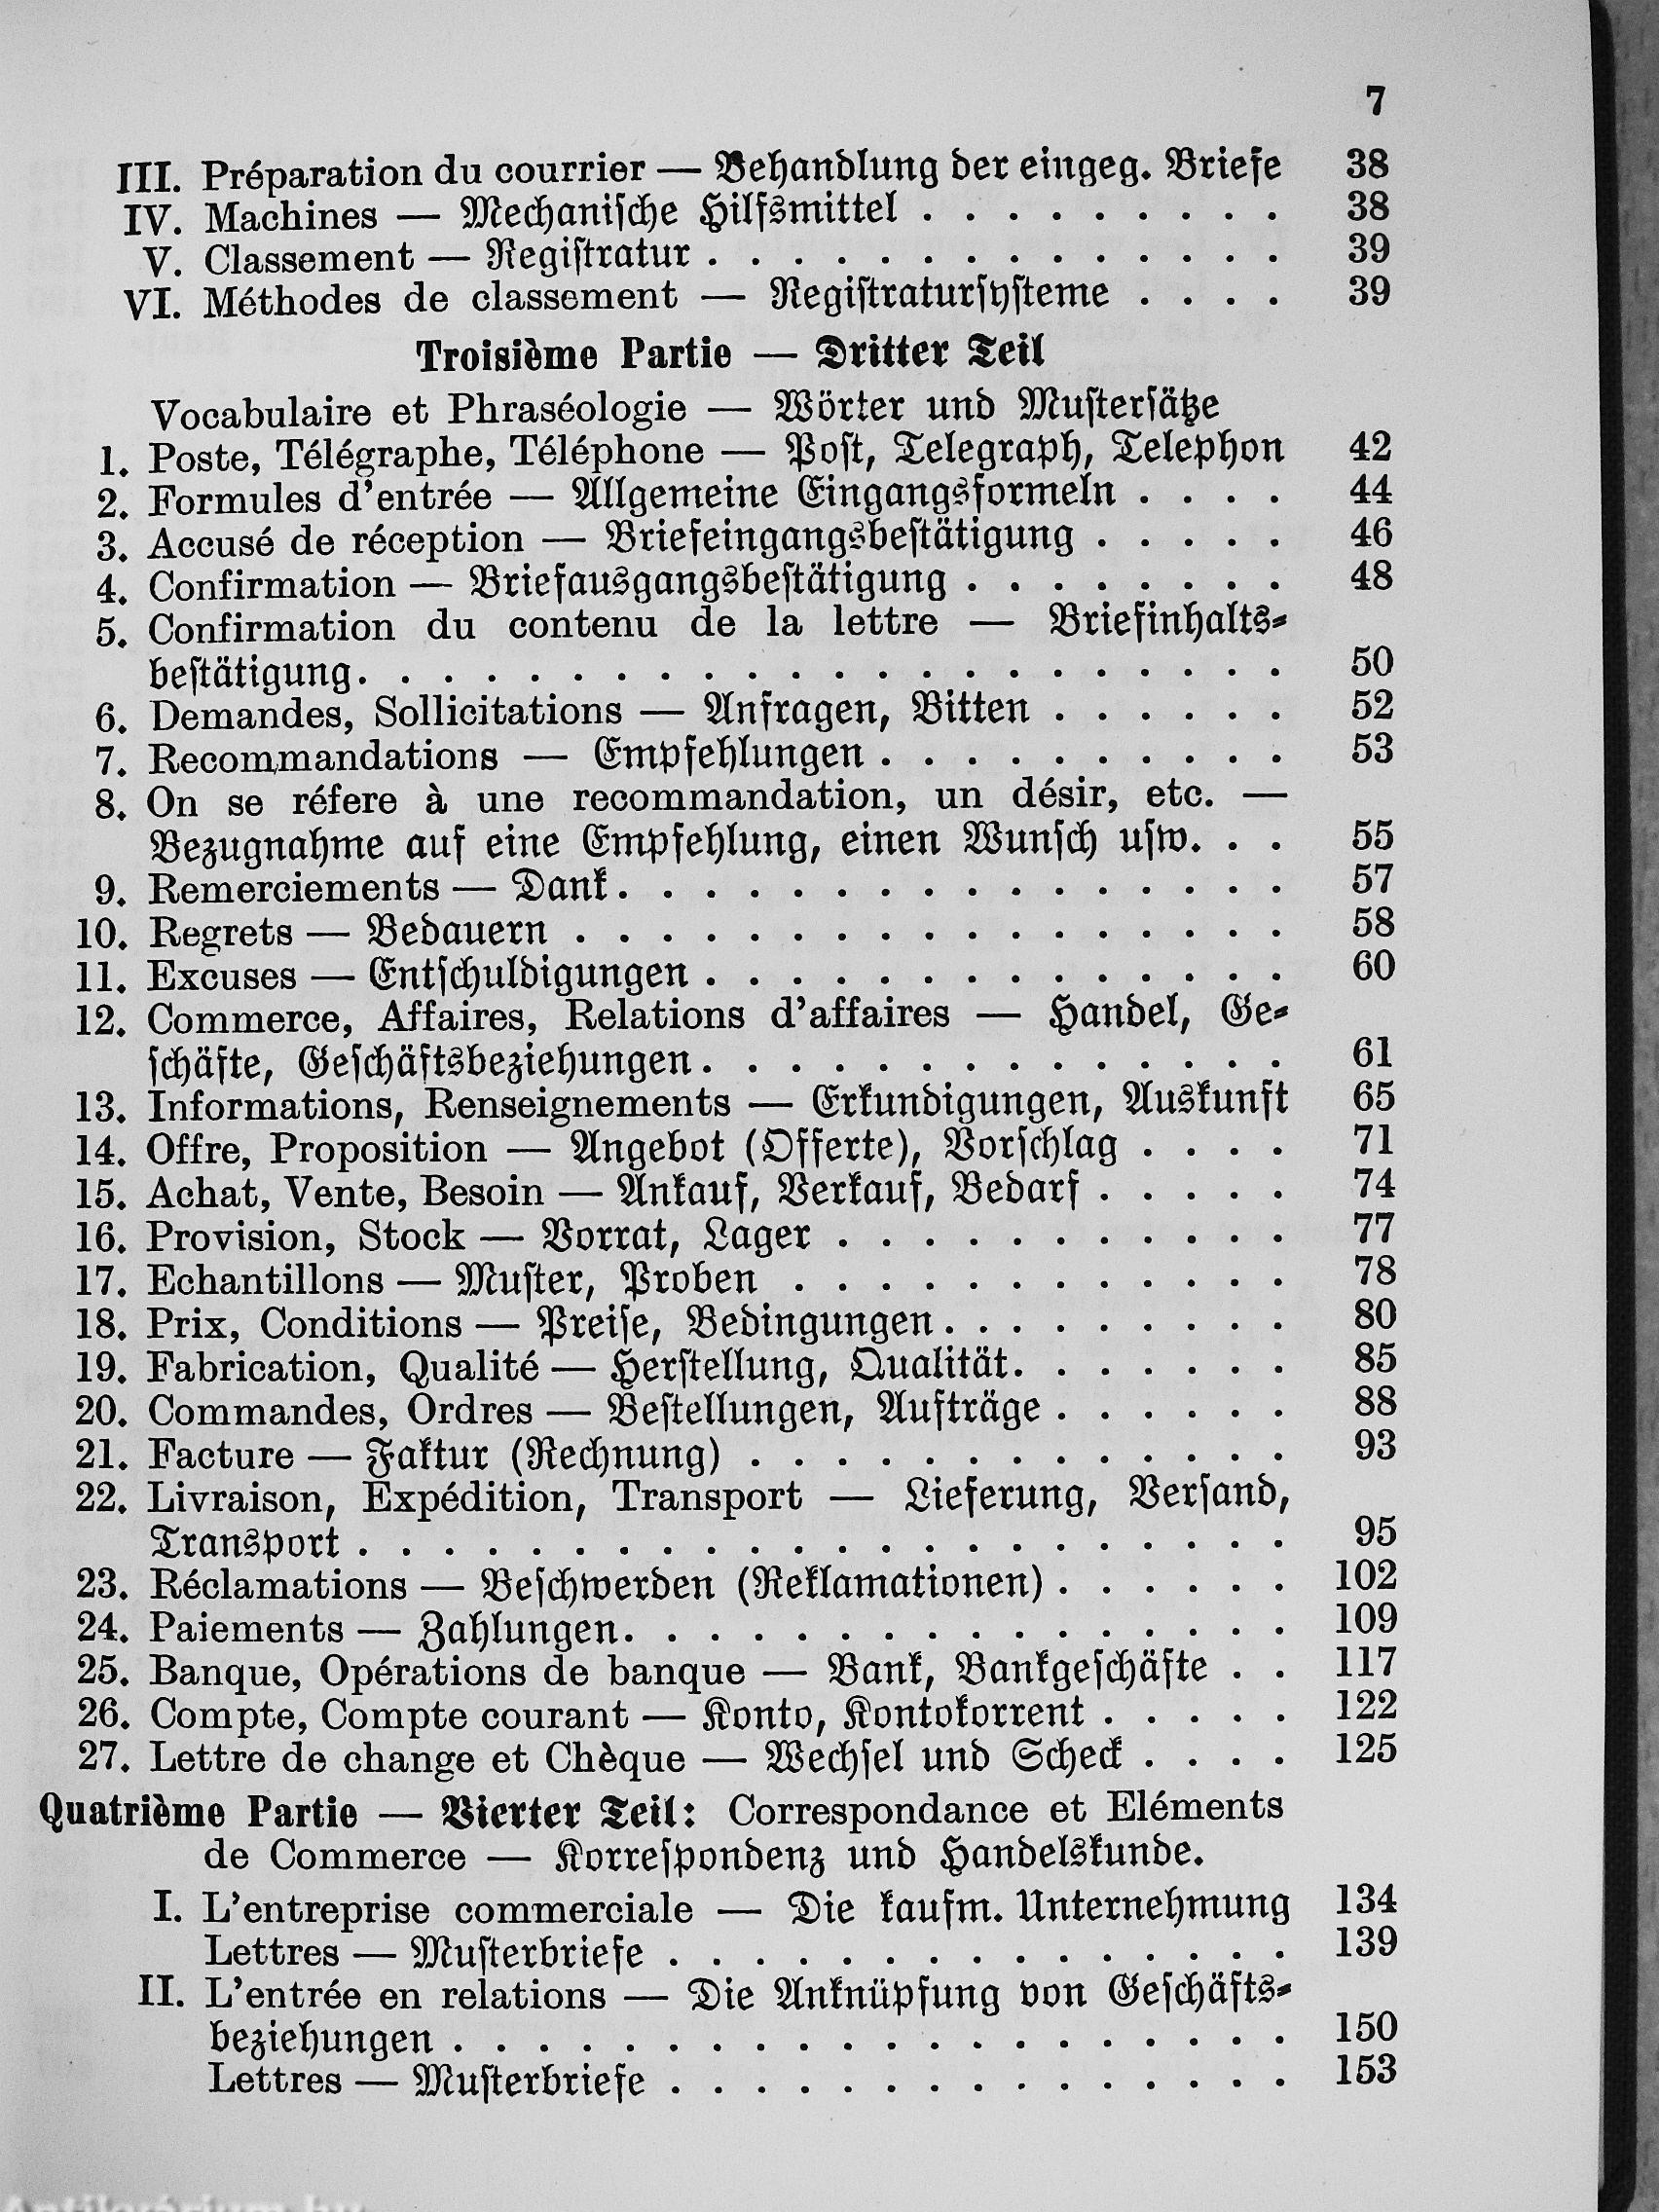 7
III. Préparation du courrier — Behandlung der eingeg. Briefe 38
IV. Machines — Mechaniſche Hilfsmittel . . . . . . . . . 38
V. Classement — Regiſtratur . . . . . . . . . . . . . . 39
VI. Méthodes de classement — Regiſtraturſyſteme . . . . 39
Troisième Partie — Dritter Teil
Vocabulaire et Phraséologie — Wörter und Muſterſätze
1. Poste, Télégraphe, Téléphone — Poſt, Telegraph, Telephon 42
2. Formules d'entrée — Allgemeine Eingangsformeln . . . . 44
3. Accusé de réception — Briefeingangsbeſtätigung . . . . . 46
4. Confirmation — Briefausgangsbeſtätigung . . . . . . . . 48
5. Confirmation du contenu de la lettre — Briefinhalts-
beſtätigung. . . . . . . . . . . . . . . . . . . . . . 50
6. Demandes, Sollicitations — Anfragen, Bitten . . . . . . 52
7. Recommandations — Empfehlungen . . . . . . . . . . 53
8. On se réfere à une recommandation, un désir, etc. —
Bezugnahme auf eine Empfehlung, einen Wunſch uſw. . . 55
9. Remerciements — Dank. . . . . . . . . . . . . . . . 57
10. Regrets — Bedauern . . . . . . . . . . . . . . . . . 58
11. Excuses — Entſchuldigungen . . . . . . . . . . . . . . 60
12. Commerce, Affaires, Relations d'affaires — Handel, Ge-
ſchäfte, Geſchäftsbeziehungen. . . . . . . . . . . . . . 61
13. Informations, Renseignements — Erkundigungen, Auskunft 65
14. Offre, Proposition — Angebot (Offerte), Vorſchlag . . . . 71
15. Achat, Vente, Besoin — Ankauf, Verkauf, Bedarf . . . . . 74
16. Provision, Stock — Vorrat, Lager . . . . . . . . . . . 77
17. Echantillons — Muſter, Proben . . . . . . . . . . . . 78
18. Prix, Conditions — Preiſe, Bedingungen . . . . . . . . . 80
19. Fabrication, Qualité — Herſtellung, Qualität. . . . . . . 85
20. Commandes, Ordres — Beſtellungen, Aufträge . . . . . . 88
21. Facture — Faktur (Rechnung) . . . . . . . . . . . . . 93
22. Livraison, Expédition, Transport — Lieferung, Verſand,
Transport . . . . . . . . . . . . . . . . . . . . . . 95
23. Réclamations — Beſchwerden (Reklamationen) . . . . . . 102
24. Paiements — Zahlungen. . . . . . . . . . . . . . . . 109
25. Banque, Opérations de banque — Bank, Bankgeſchäfte . . 117
26. Compte, Compte courant — Konto, Kontokorrent . . . . . 122
27. Lettre de change et Chèque — Wechſel und Scheck . . . . 125
Quatrième Partie — Vierter Teil: Correspondance et Eléments
de Commerce — Korreſpondenz und Handelskunde.
I. L'entreprise commerciale — Die kaufm. Unternehmung 134
Lettres — Muſterbriefe . . . . . . . . . . . . . . . 139
II. L'entrée en relations — Die Anknüpfung von Geſchäfts-
beziehungen . . . . . . . . . . . . . . . . . . . . 150
Lettres — Muſterbriefe . . . . . . . . . . . . . . . 153